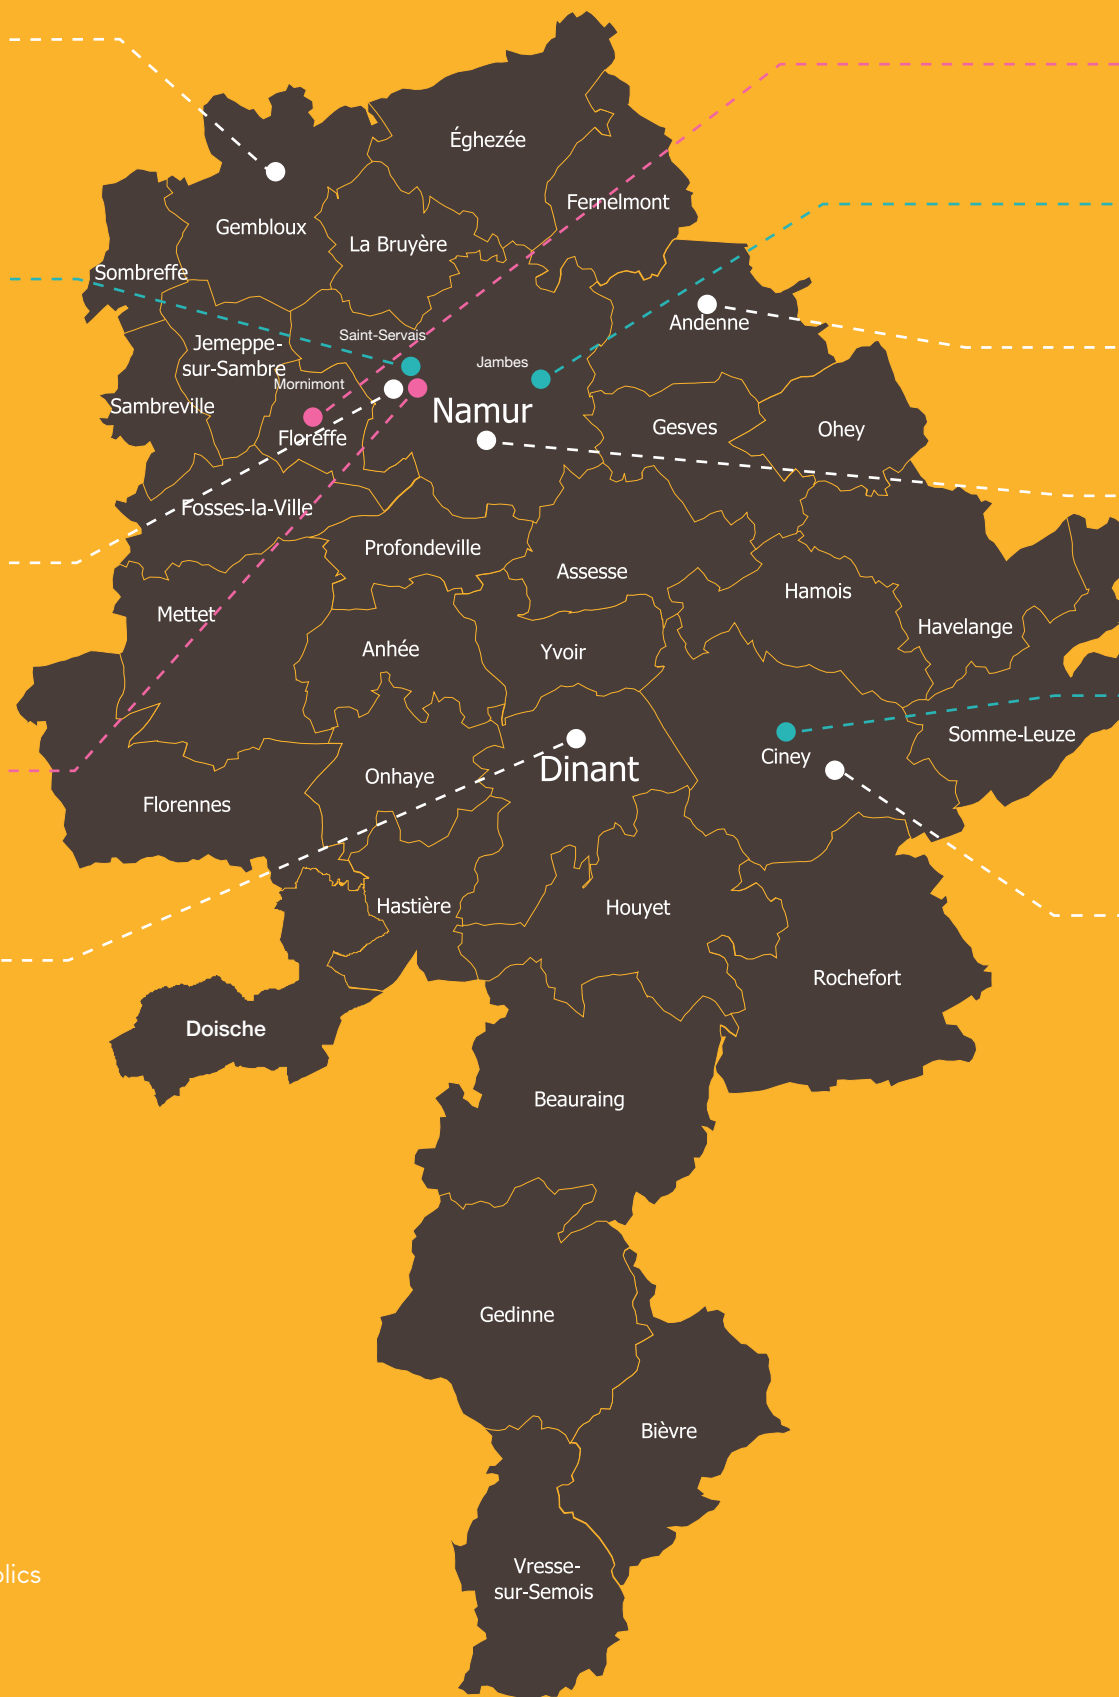 Éghezée
Fernelmont
Gembloux
La Bruyère
Sombreffe
Andenne
Saint-Servais
Jemeppe-
sur-Sambre
Jambes
Mornimont
Sambreville
Namur
Floreffe
Gesves
Ohey
Fosses-la-Ville
Profondeville
Assesse
Hamois
Mettet
Havelange
Anhée
Yvoir
Somme-Leuze
Ciney
Dinant
Onhaye
Florennes
Hastière
Houyet
Rochefort
Doische
Beauraing
Gedinne
Bièvre
Vresse-
sur-Semois
lics